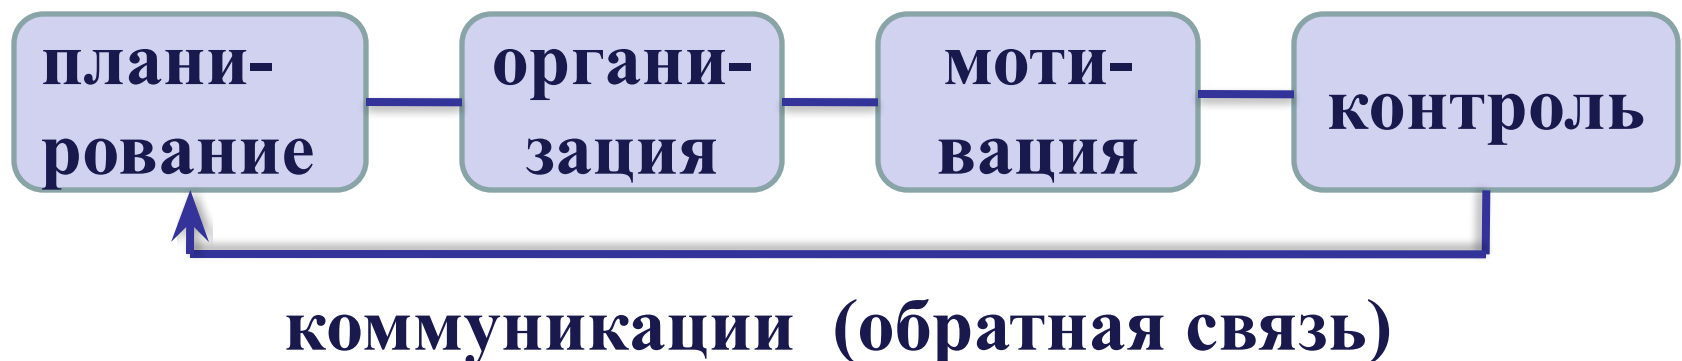 плани-
рование
органи-
зация
моти-
вация
контроль
коммуникации (обратная связь)